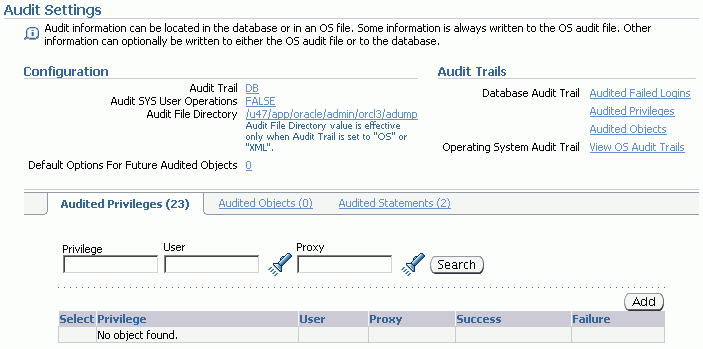 Audit Settings
Audit information can be located in the database or in an OS file. Some information is always written to the OS audit file. Other
information can optionally be written to either the OS audit file or to the database.
Configuration
Audit Trail DB
Audit SYS User Operations FALSE
Audit File Directory /u47/app/oracle/admin/orcl3/adump
Audit File Directory value is effective
only when Audit Trail is set to "OS" or
"XML".
Default Options For Future Audited Objects 0
Audit Trails
Database Audit Trail Audited Failed Logins
Audited Privileges
Audited Objects
Operating System Audit Trail View OS Audit Trails
Audited Privileges (23) Audited Objects (0) Audited Statements (2)
Privilege User Proxy
Search
Add
Select Privilege User Proxy Success Failure
No object found.